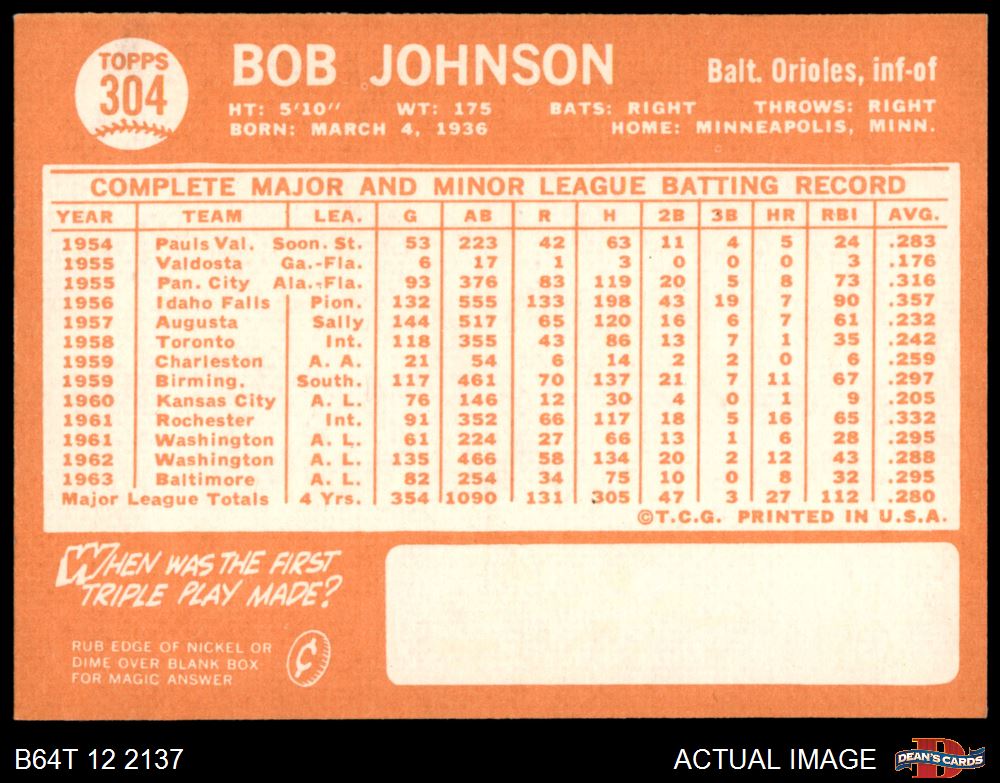 TOPPS
304
BOB JOHNSON
Balt. Orioles, inf-of
HT: 5'10" WT: 175 BATS: RIGHT THROWS: RIGHT
BORN: MARCH 4, 1936 HOME: MINNEAPOLIS, MINN.
COMPLETE MAJOR AND MINOR LEAGUE BATTING RECORD
YEAR TEAM LEA. G AB R H 2B 3B HR RBI AVG.
1954 Pauls Val. Soon. St. 53 223 42 63 11 4 5 24 .283
1955 Valdosta Ga.-Fla. 6 17 1 3 0 0 0 3 .176
1955 Pan. City Ala.-Fla. 93 376 83 119 20 5 8 73 .316
1956 Idaho Falls Pion. 132 555 133 198 43 19 7 90 .357
1957 Augusta Sally 144 517 65 120 16 6 7 61 .232
1958 Toronto Int. 118 355 43 86 13 7 1 35 .242
1959 Charleston A. A. 21 54 6 14 2 2 0 6 .259
1959 Birming. South. 117 461 70 137 21 7 11 67 .297
1960 Kansas City A. L. 76 146 12 30 4 0 1 9 .205
1961 Rochester Int. 91 352 66 117 18 5 16 65 .332
1961 Washington A. L. 61 224 27 66 13 1 6 28 .295
1962 Washington A. L. 135 466 58 134 20 2 12 43 .288
1963 Baltimore A. L. 82 254 34 75 10 0 8 32 .295
Major League Totals 4 Yrs. 354 1090 131 305 47 3 27 112 .280
©T.C.G. PRINTED IN U.S.A.
WHEN WAS THE FIRST
TRIPLE PLAY MADE?
RUB EDGE OF NICKEL OR
DIME OVER BLANK BOX
FOR MAGIC ANSWER
¢
B64T 12 2137
ACTUAL IMAGE
D
DEAN'S CARDS